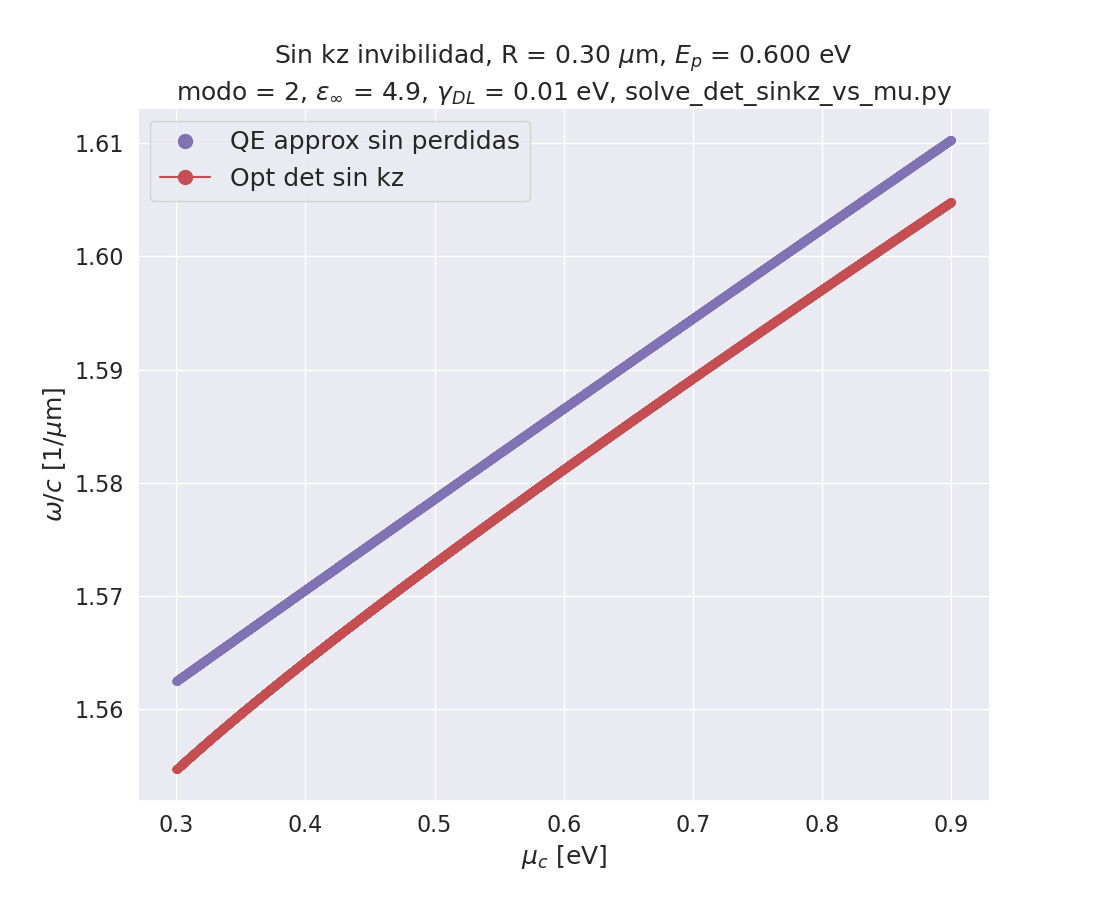 Sin kz invibilidad, R = 0.30 μm, E_p = 0.600 eV
modo = 2, ε_∞ = 4.9, γ_DL = 0.01 eV, solve_det_sinkz_vs_mu.py
QE approx sin perdidas
Opt det sin kz
1.61
1.60
1.59
1.58
1.57
1.56
ω/c [1/μm]
0.3 0.4 0.5 0.6 0.7 0.8 0.9
μ_c [eV]